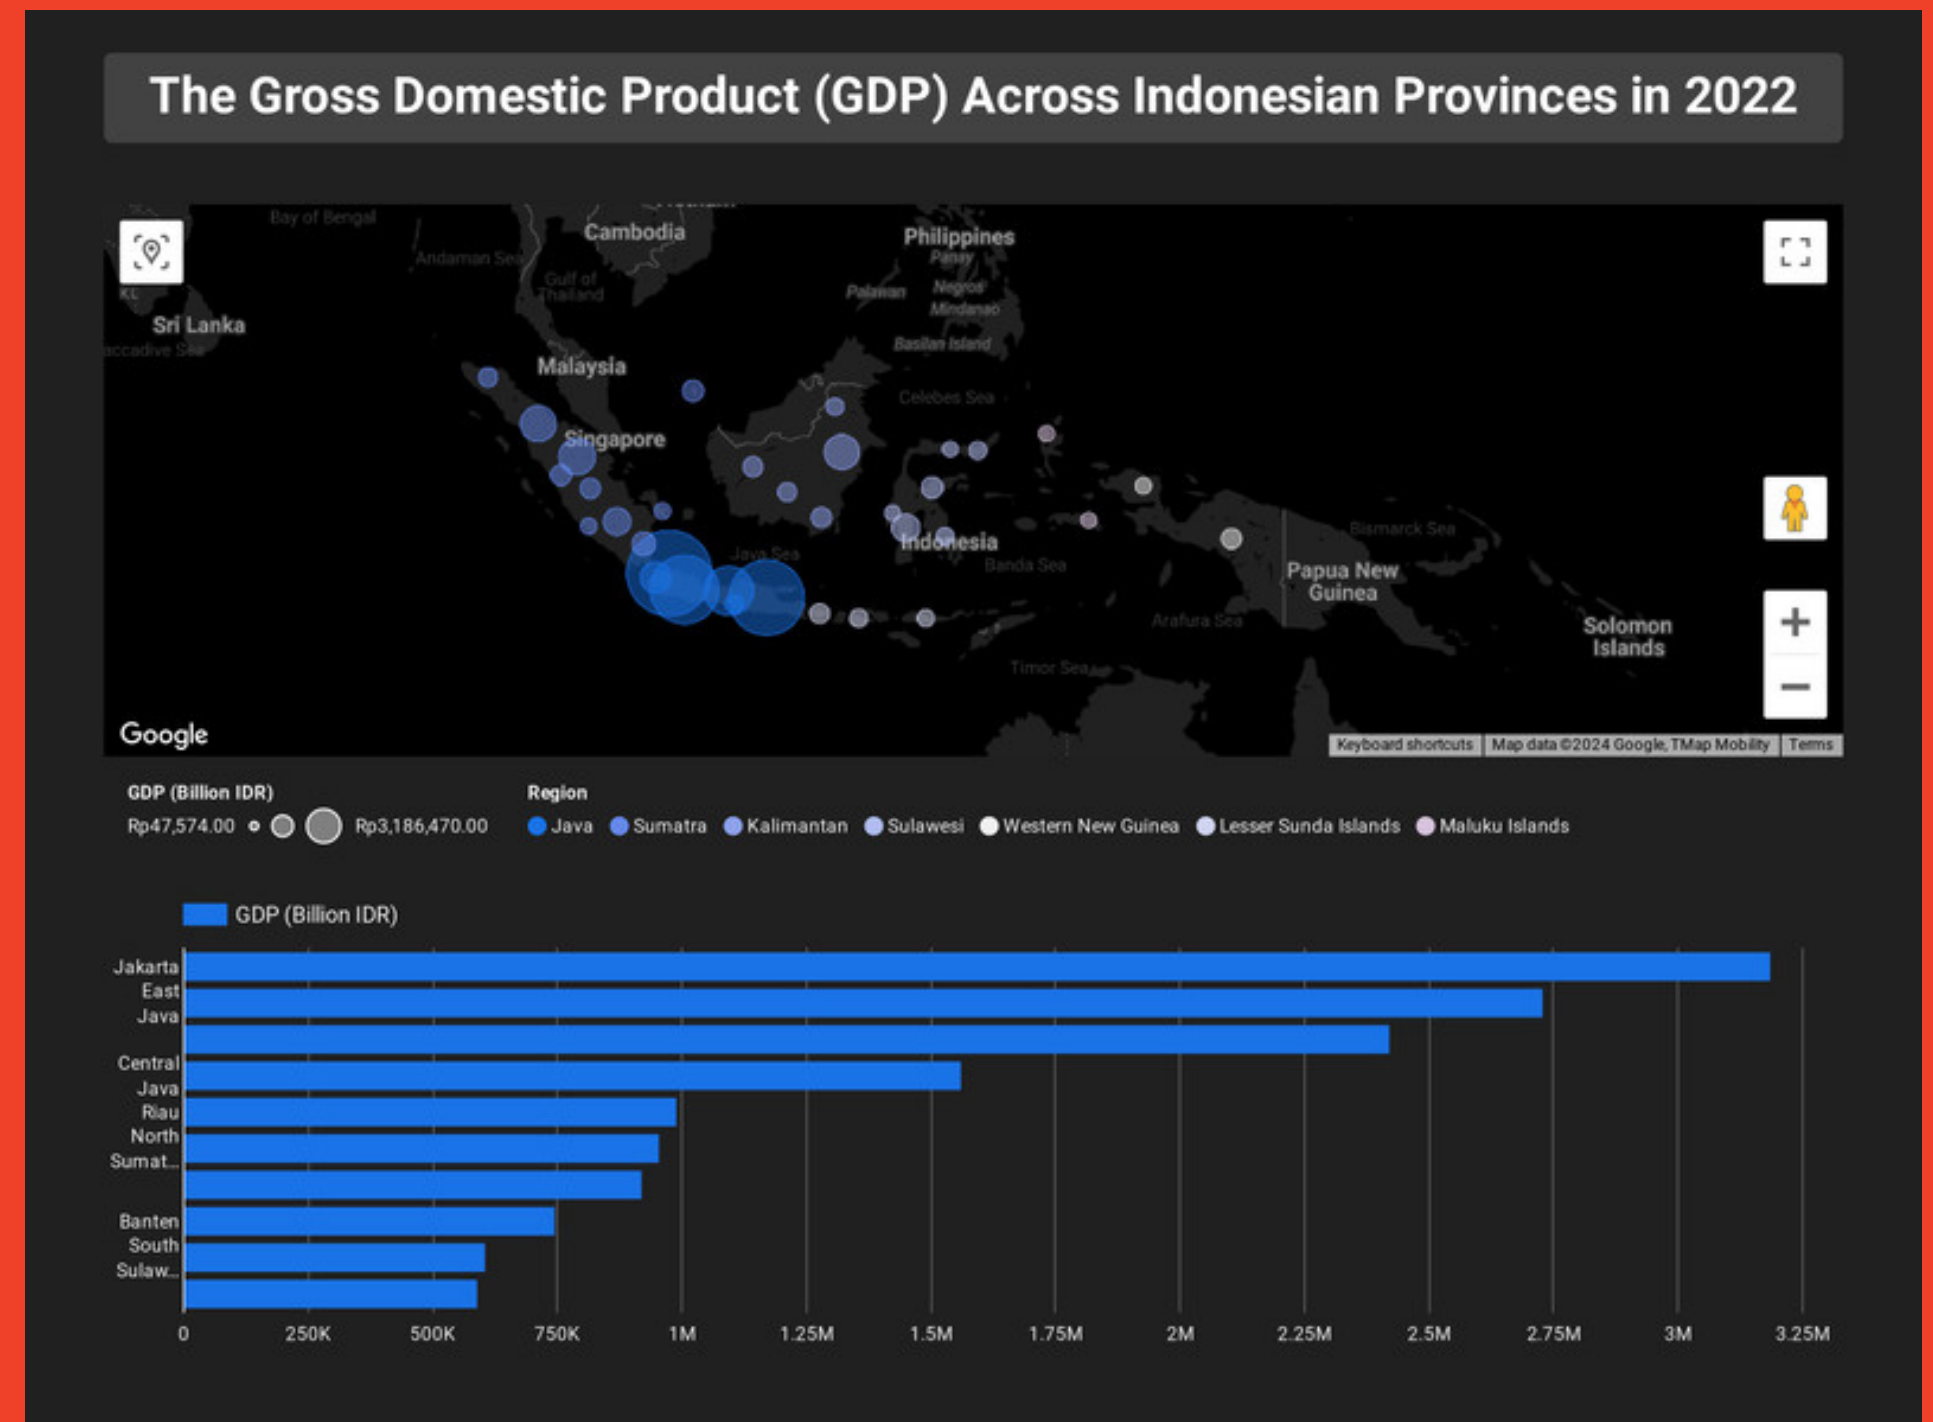 The Gross Domestic Product (GDP) Across Indonesian Provinces in 2022
Bay of Bengal
Cambodia
Philippines
Andaman Sea
Panay
Gulf of
Thailand
Palawan
Negros
KL
Mindanao
Sri Lanka
accadive Sea
Basilan Island
Malaysia
Celebes Sea
Singapore
Bismarck Sea
Indonesia
Java Sea
Banda Sea
Papua New
Guinea
Arafura Sea
Solomon
Islands
Timor Sea
Google
Keyboard shortcuts
Map data ©2024 Google, TMap Mobility
Terms
GDP (Billion IDR)
Region
Rp47,574.00
Rp3,186,470.00
Java
Sumatra
Kalimantan
Sulawesi
Western New Guinea
Lesser Sunda Islands
Maluku Islands
GDP (Billion IDR)
Jakarta
East
Java
Central
Java
Riau
North
Sumat...
Banten
South
Sulaw...
0
250K
500K
750K
1M
1.25M
1.5M
1.75M
2M
2.25M
2.5M
2.75M
3M
3.25M